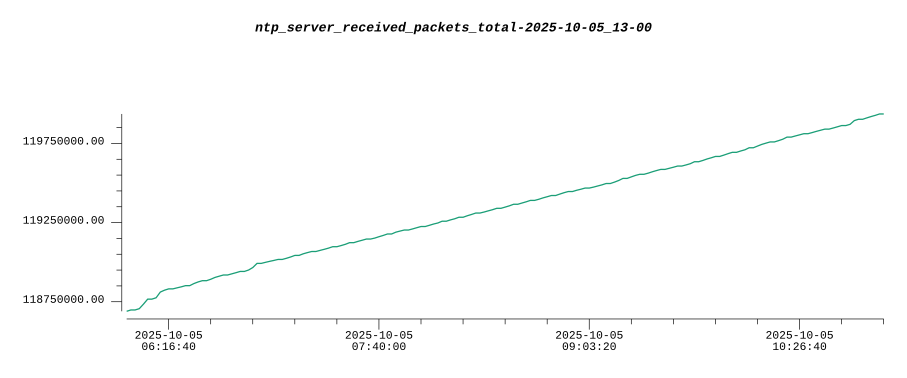 ntp_server_received_packets_total-2025-10-05_13-00
119750000.00
119250000.00
118750000.00
2025-10-05 2025-10-05 2025-10-05 2025-10-05
06:16:40 07:40:00 09:03:20 10:26:40